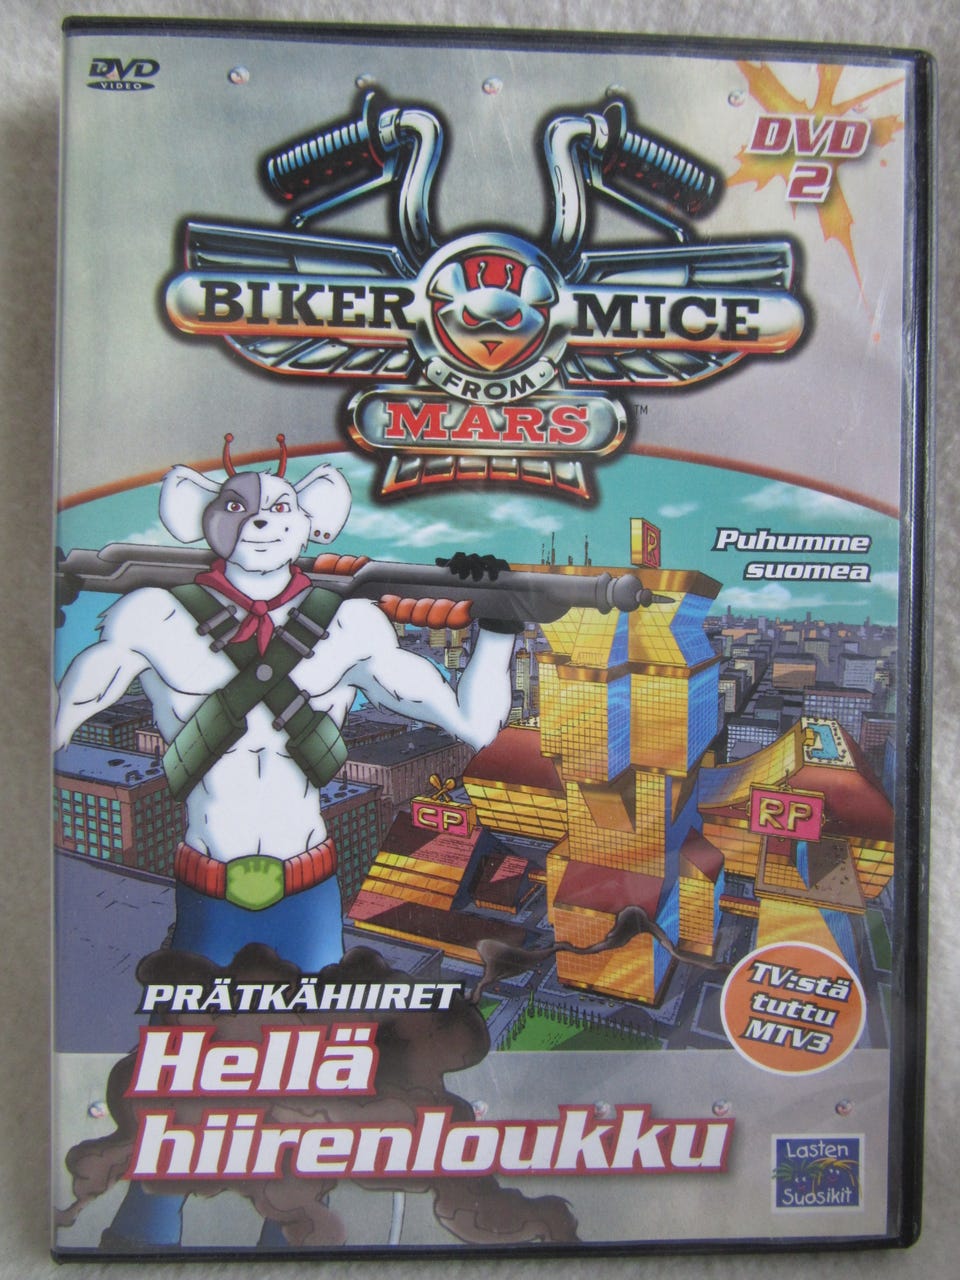 DVD
VIDEO
DVD
2
BIKER MICE
FROM
MARS
TM
Puhumme
suomea
R
CP
RP
TV:stä
tuttu
MTV3
PRÄTKÄHIIRET
Hellä
hiirenloukku
Lasten
Suosikit